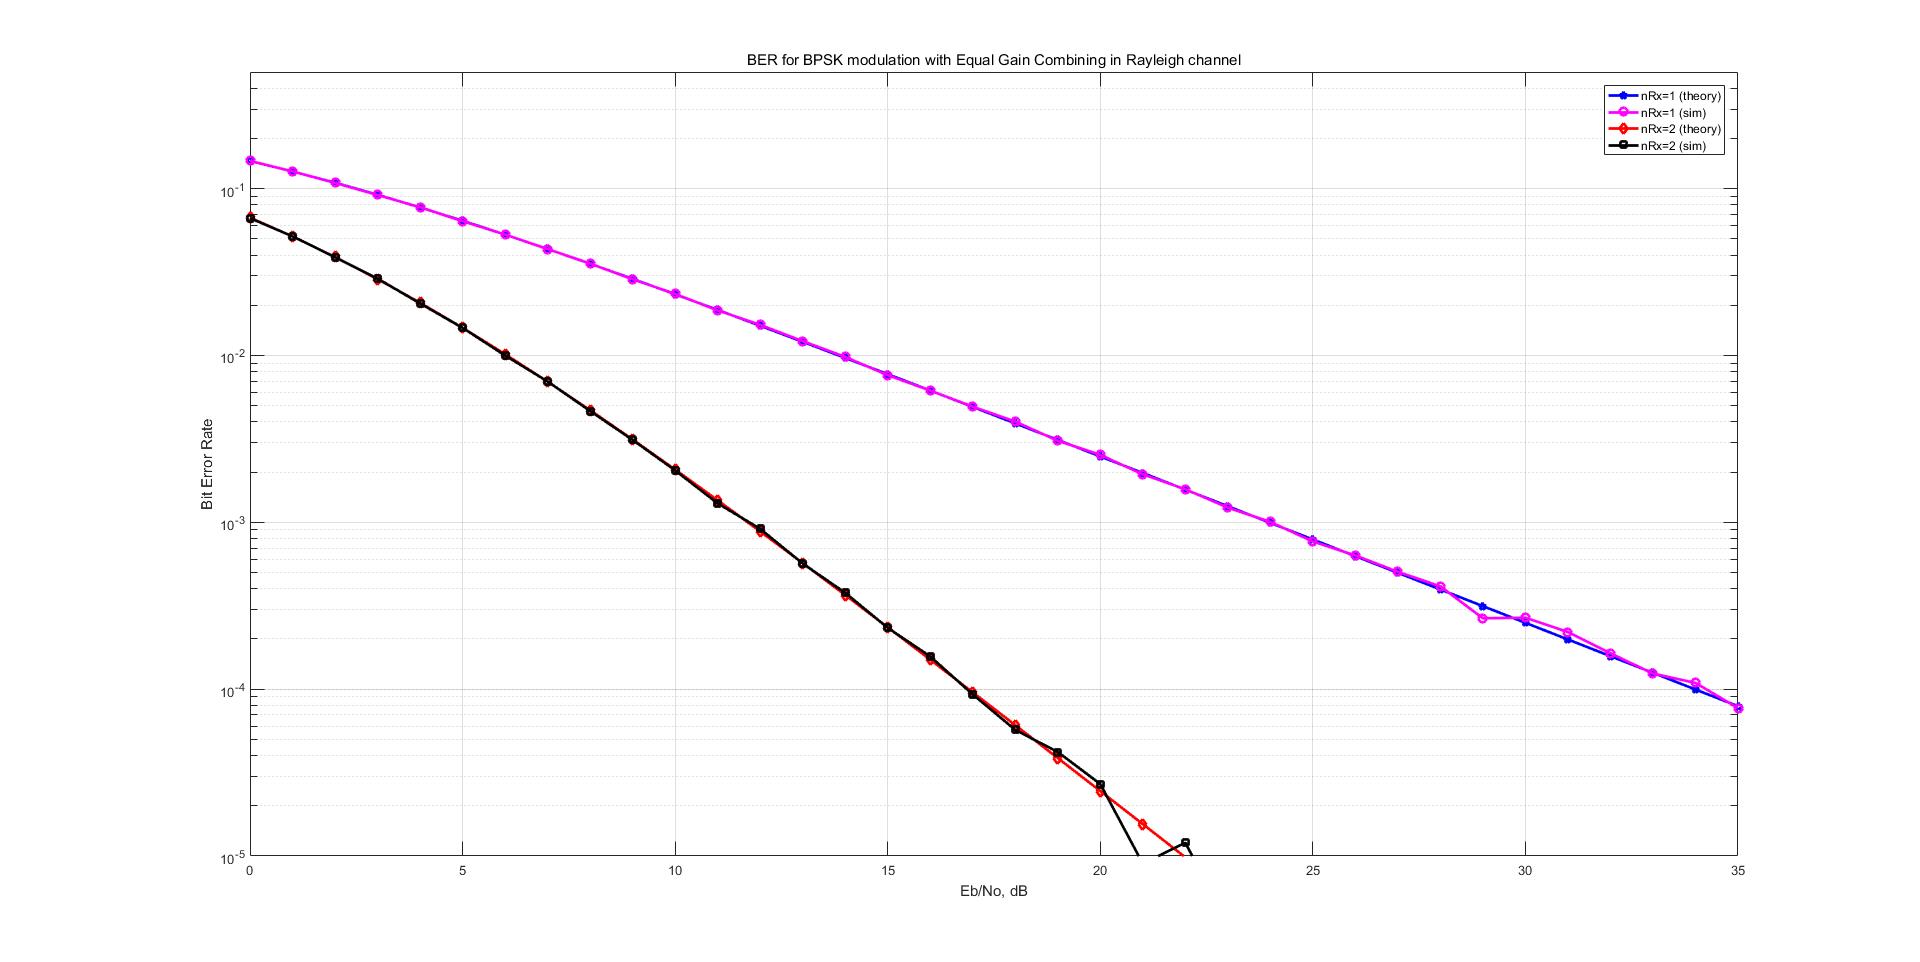 BER for BPSK modulation with Equal Gain Combining in Rayleigh channel
nRx=1 (theory)
nRx=1 (sim)
nRx=2 (theory)
nRx=2 (sim)
Bit Error Rate
10-1
10-2
10-3
10-4
10-5
0 5 10 15 20 25 30 35
Eb/No, dB